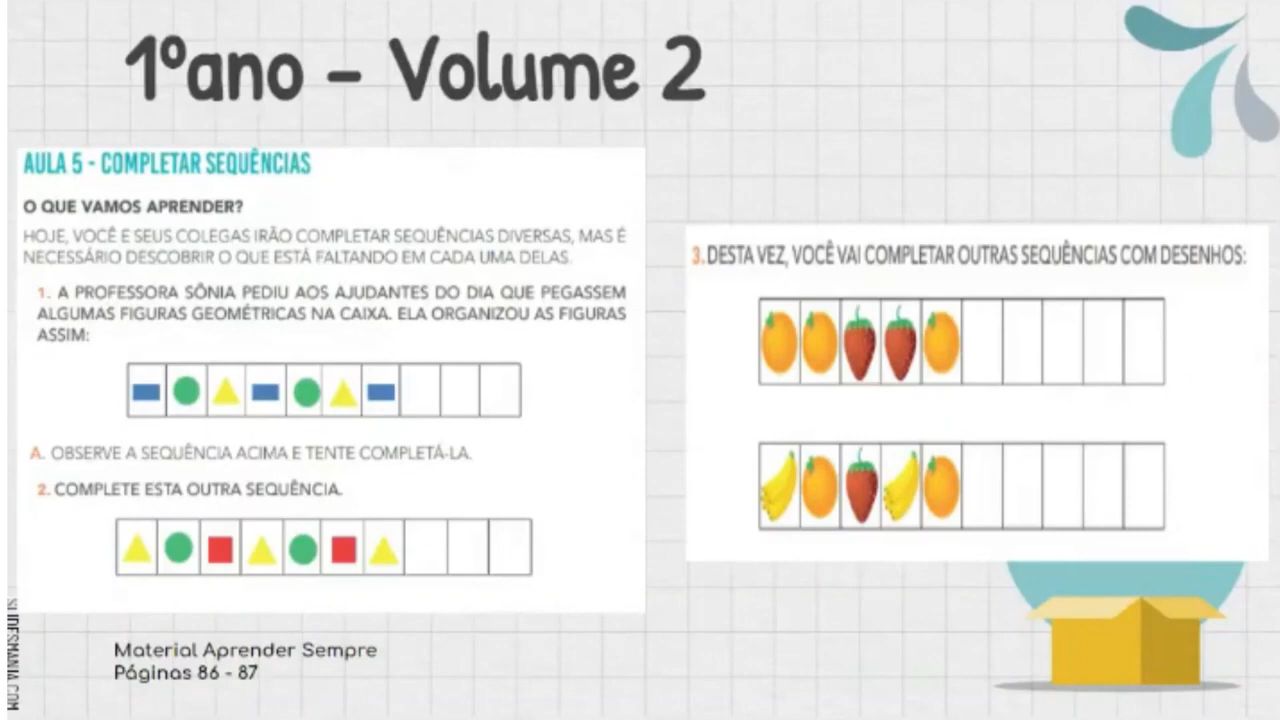 1ºano - Volume 2
AULA 5 - COMPLETAR SEQUÊNCIAS
O QUE VAMOS APRENDER?
HOJE, VOCÊ E SEUS COLEGAS IRÃO COMPLETAR SEQUÊNCIAS DIVERSAS, MAS É
NECESSÁRIO DESCOBRIR O QUE ESTÁ FALTANDO EM CADA UMA DELAS.
1. A PROFESSORA SÔNIA PEDIU AOS AJUDANTES DO DIA QUE PEGASSEM
ALGUMAS FIGURAS GEOMÉTRICAS NA CAIXA. ELA ORGANIZOU AS FIGURAS
ASSIM:
A. OBSERVE A SEQUÊNCIA ACIMA E TENTE COMPLETÁ-LA.
2. COMPLETE ESTA OUTRA SEQUÊNCIA.
3. DESTA VEZ, VOCÊ VAI COMPLETAR OUTRAS SEQUÊNCIAS COM DESENHOS:
Material Aprender Sempre
Páginas 86 - 87
SLIDESMANIA.COM